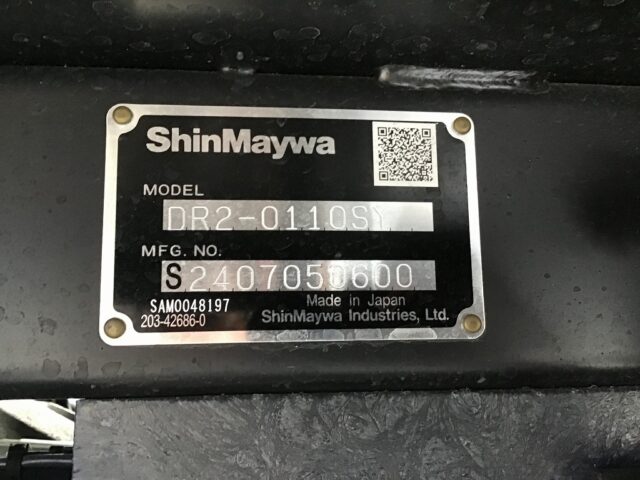 ShinMaywa
MODEL
DR2-0110SY
MFG. NO.
S2407050600
SAM0048197
203-42686-0
Made in Japan
ShinMaywa Industries, Ltd.